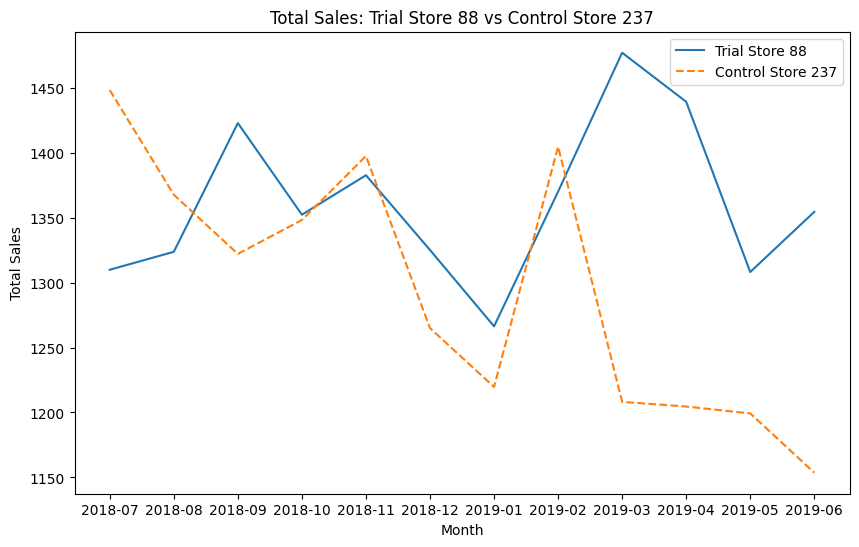 Total Sales: Trial Store 88 vs Control Store 237
Trial Store 88
Control Store 237
Total Sales
1450
1400
1350
1300
1250
1200
1150
2018-07 2018-08 2018-09 2018-10 2018-11 2018-12 2019-01 2019-02 2019-03 2019-04 2019-05 2019-06
Month